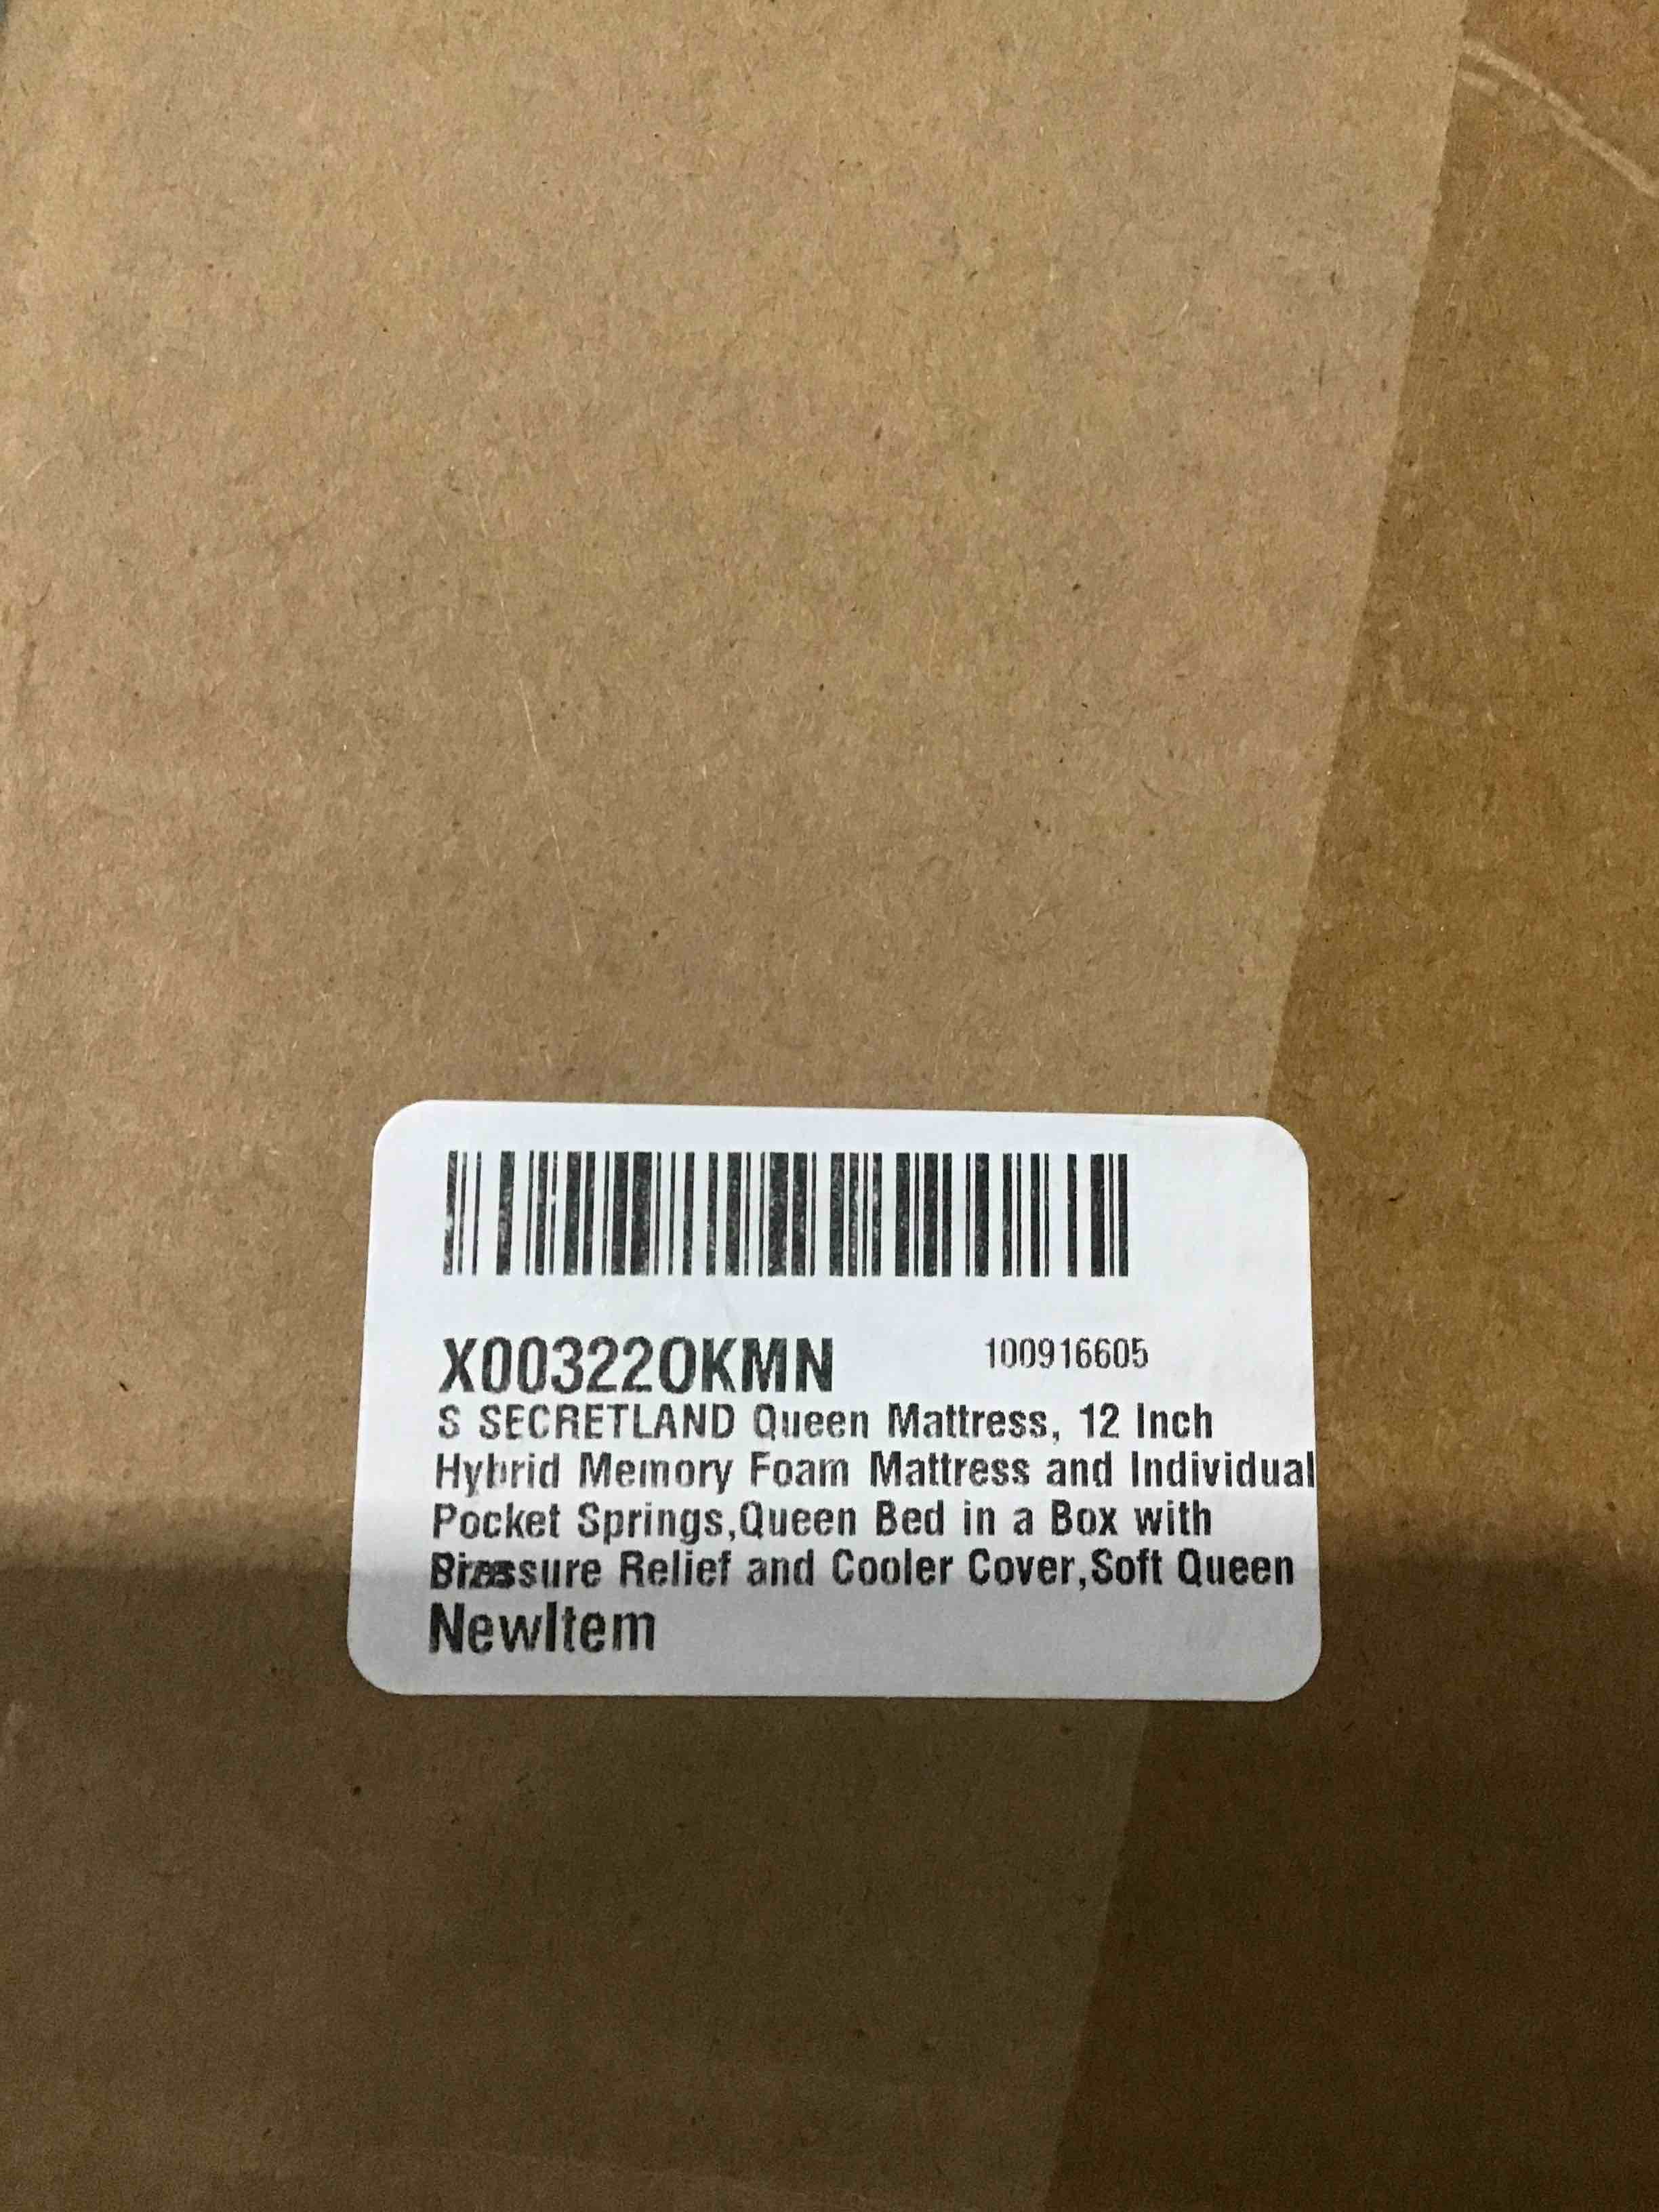 X003220KMN 100916605
S SECRETLAND Queen Mattress, 12 Inch
Hybrid Memory Foam Mattress and Individual
Pocket Springs,Queen Bed in a Box with
Relief and Cooler Cover,Soft Queen
NewItem